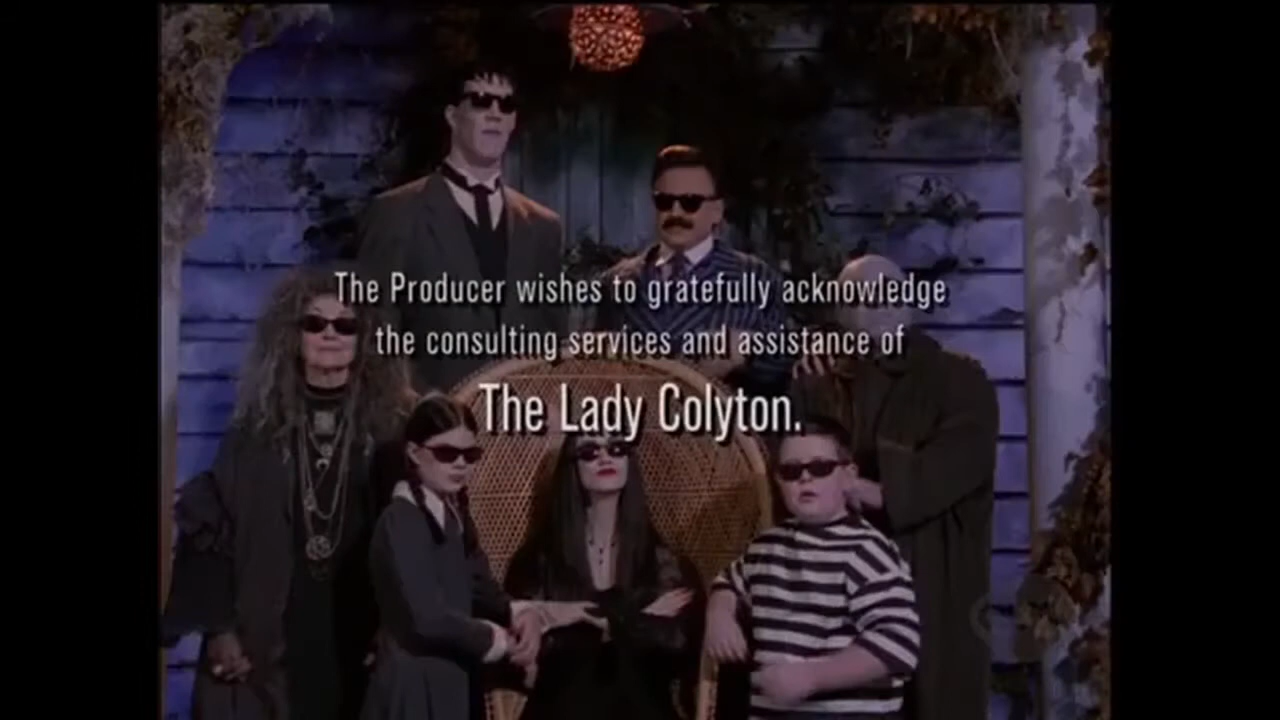 The Producer wishes to gratefully acknowledge
the consulting services and assistance of
The Lady Colyton.